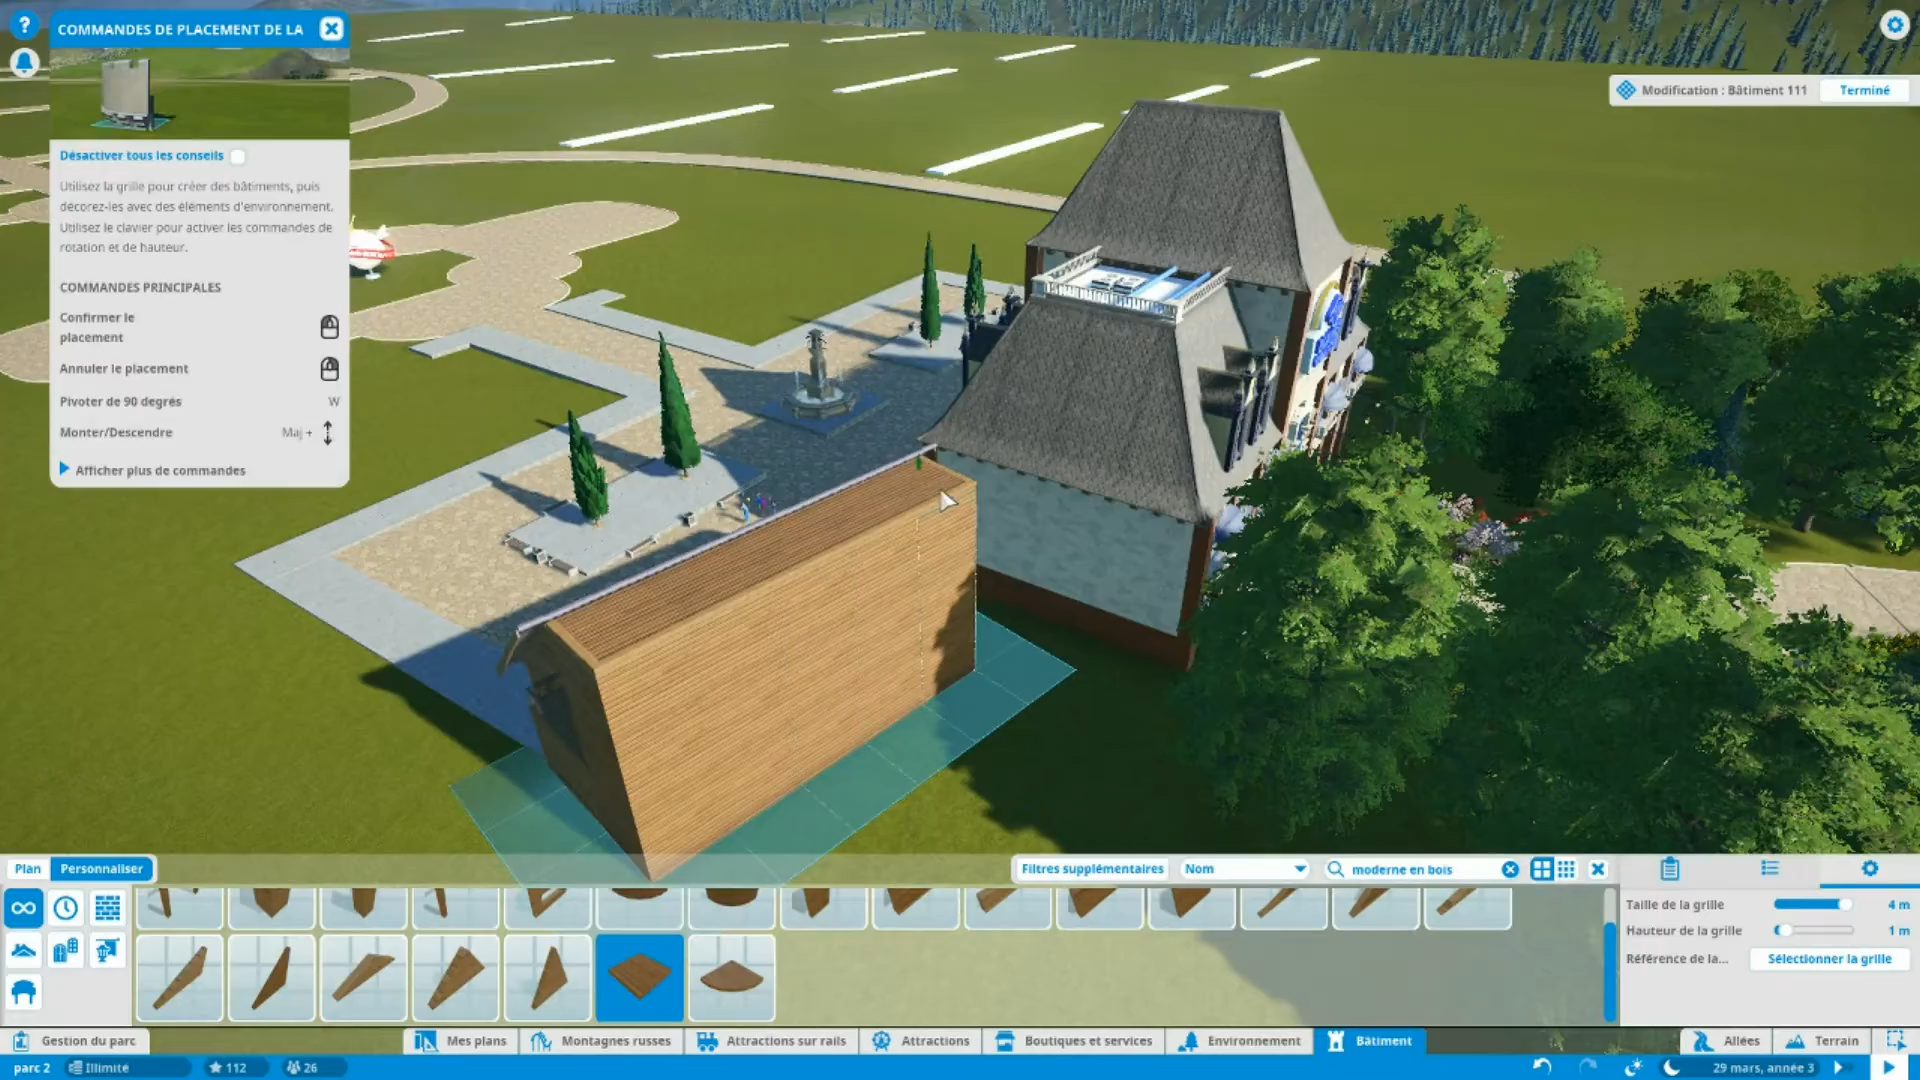 COMMANDES DE PLACEMENT DE LA
Modification : Bâtiment 111
Terminé
Désactiver tous les conseils
Utilisez la grille pour créer des bâtiments, puis
décorez-les avec des éléments d'environnement.
Utilisez le clavier pour activer les commandes de
rotation et de hauteur.
COMMANDES PRINCIPALES
Confirmer le
placement
Annuler le placement
Pivoter de 90 degrés W
Monter/Descendre Maj +
Afficher plus de commandes
Plan Personnaliser
Filtres supplémentaires Nom moderne en bois
Taille de la grille 4 m
Hauteur de la grille 1 m
Référence de la... Sélectionner la grille
Gestion du parc Mes plans Montagnes russes Attractions sur rails Attractions Boutiques et services Environnement Bâtiment Allées Terrain
parc 2 Illimité 112 26 29 mars, année 3